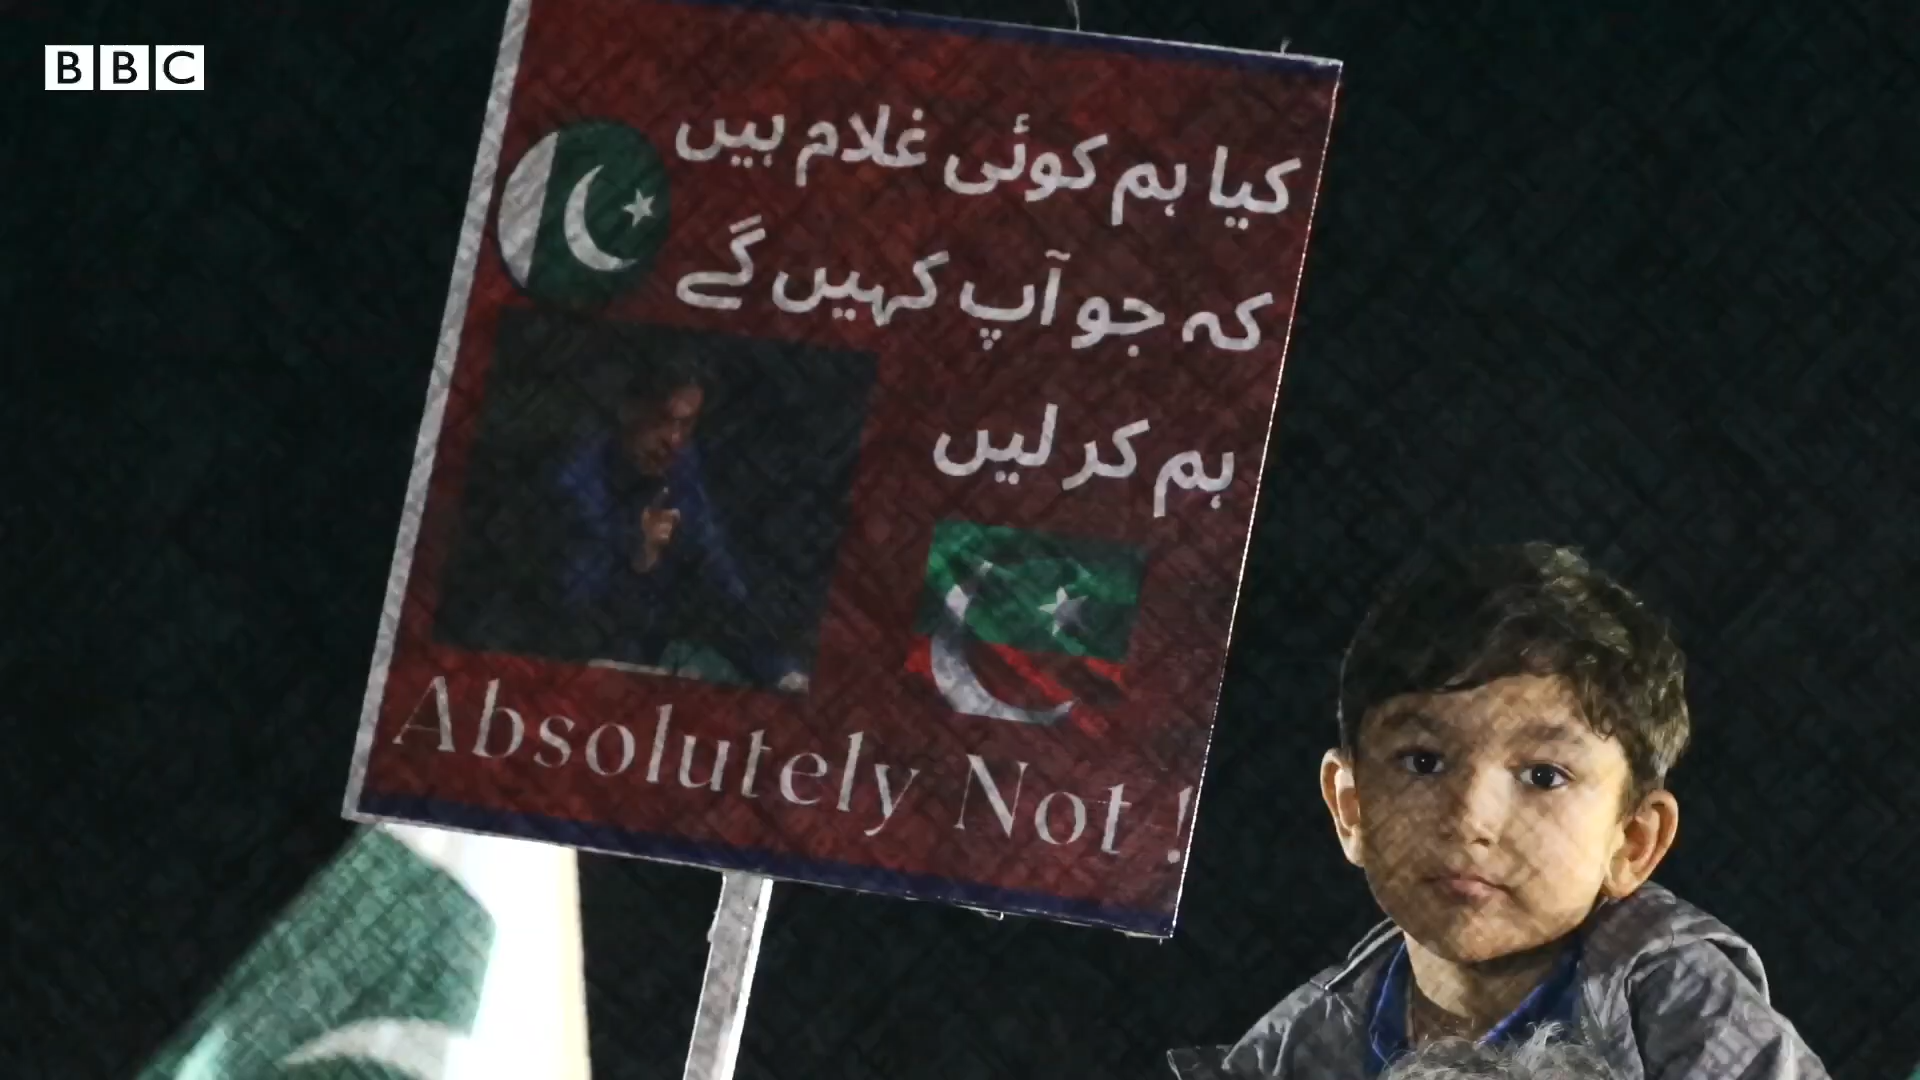 BBC
کیا ہم کوئی غلام ہیں
کہ جو آپ کہیں گے
ہم کر لیں
Absolutely Not !